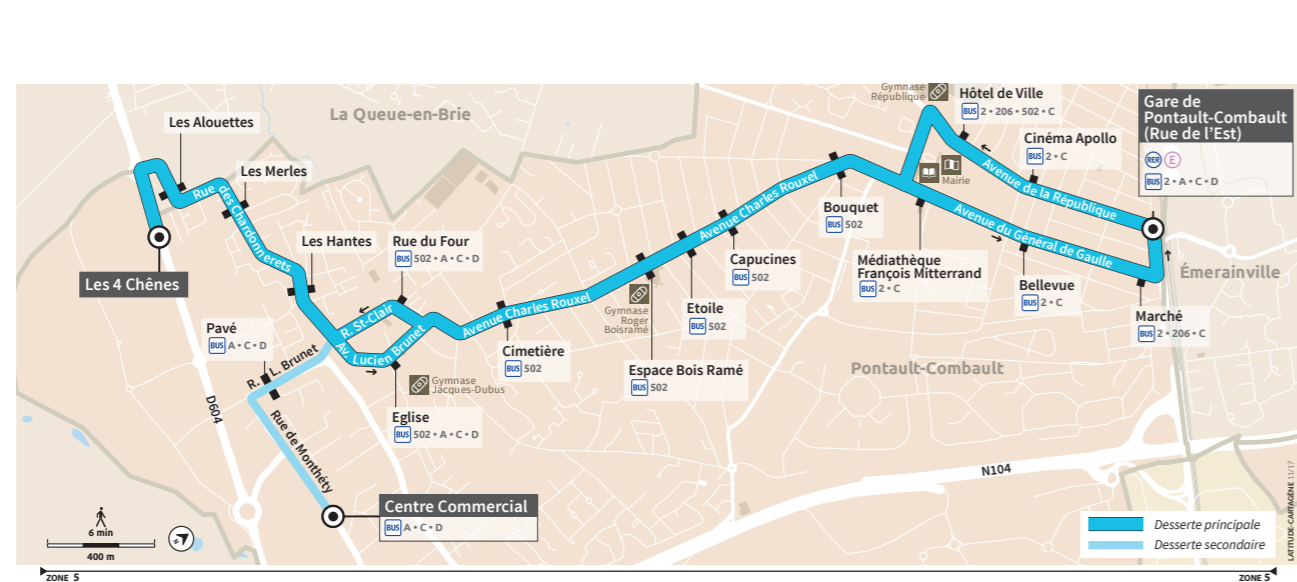 La Queue-en-Brie
Les Alouettes
Les Merles
Rue des Chardonnerets
Les 4 Chênes
Les Hantes
Rue du Four
BUS 502 • A • C • D
R. St-Clair
Av. Lucien Brunet
Pavé
BUS A • C • D
R. L. Brunet
D604
Rue de Monthéty
Gymnase
Jacques-Dubus
Eglise
BUS 502 • A • C • D
Centre Commercial
BUS A • C • D
Avenue Charles Rouxel
Cimetière
BUS 502
Gymnase
Roger
Boisramé
Espace Bois Ramé
BUS 502
Etoile
BUS 502
Avenue Charles Rouxel
Capucines
BUS 502
Bouquet
BUS 502
Gymnase
République
Hôtel de Ville
BUS 2 • 206 • 502 • C
Mairie
Cinéma Apollo
BUS 2 • C
Avenue de la République
Avenue du Général de Gaulle
Médiathèque
François Mitterrand
BUS 2 • C
Bellevue
BUS 2 • C
Marché
BUS 2 • 206 • C
Gare de
Pontault-Combault
(Rue de l'Est)
RER E
BUS 2 • A • C • D
Émerainville
Pontault-Combault
N104
6 min
400 m
Desserte principale
Desserte secondaire
LATITUDE-CARTAGÈNE 11/17
ZONE 5
ZONE 5